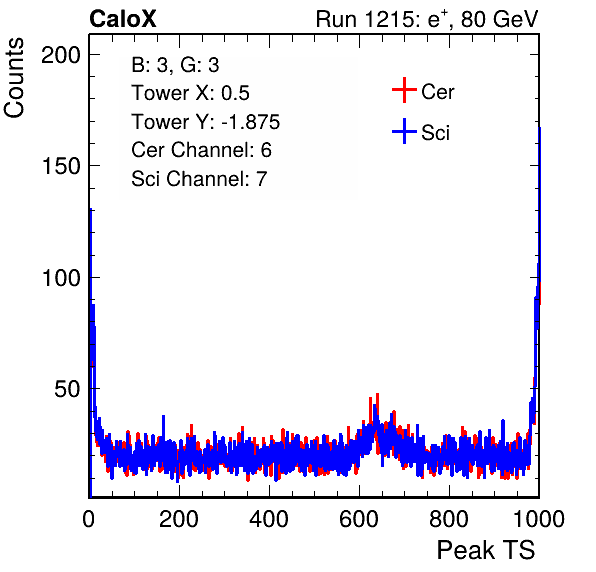 CaloX Run 1215: e+, 80 GeV
Counts
200
150
100
50
B: 3, G: 3
Tower X: 0.5
Tower Y: -1.875
Cer Channel: 6
Sci Channel: 7
Cer
Sci
0 200 400 600 800 1000
Peak TS